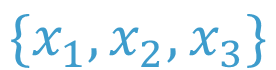 {x₁, x₂, x₃}